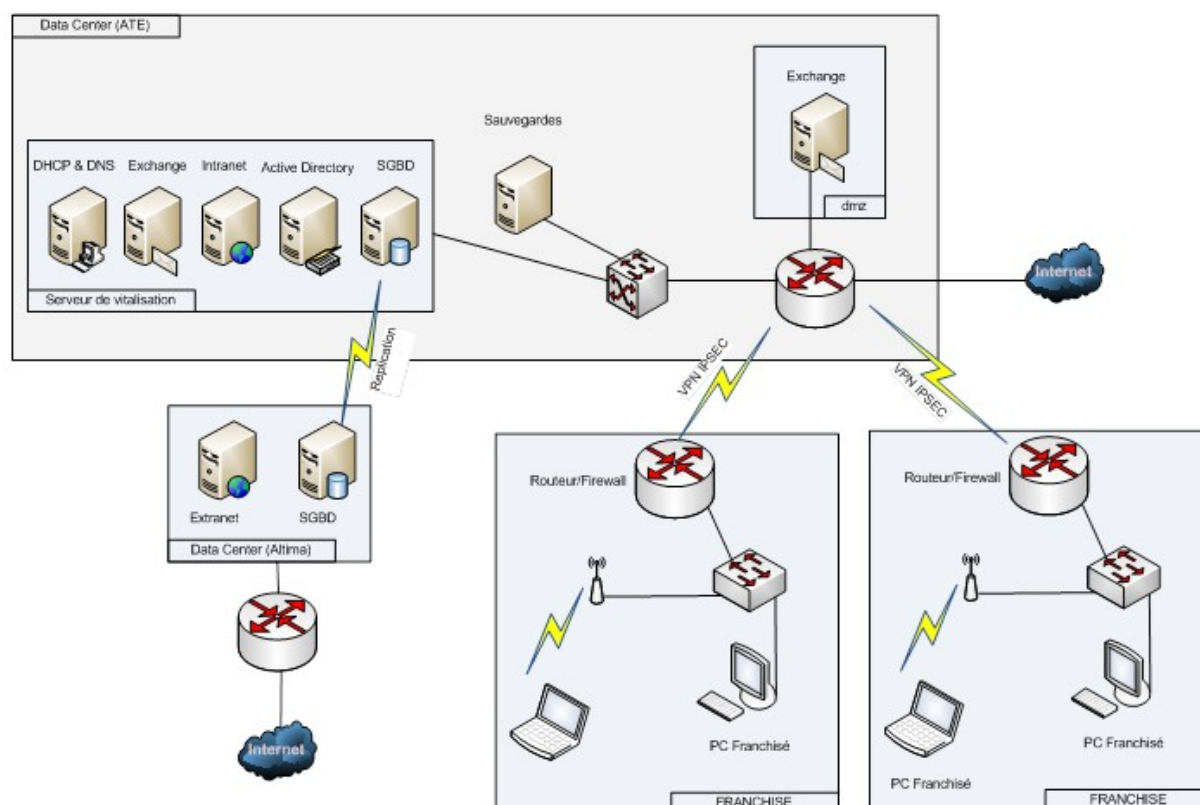 Data Center (ATE)
Exchange
dmz
Sauvegardes
DHCP & DNS
Exchange
Intranet
Active Directory
SGBD
Serveur de vitalisation
Internet
Replication
VPN IPSEC
VPN IPSEC
Extranet
SGBD
Data Center (Altima)
Internet
Routeur/Firewall
PC Franchisé
FRANCHISE
Routeur/Firewall
PC Franchisé
PC Franchisé
FRANCHISE